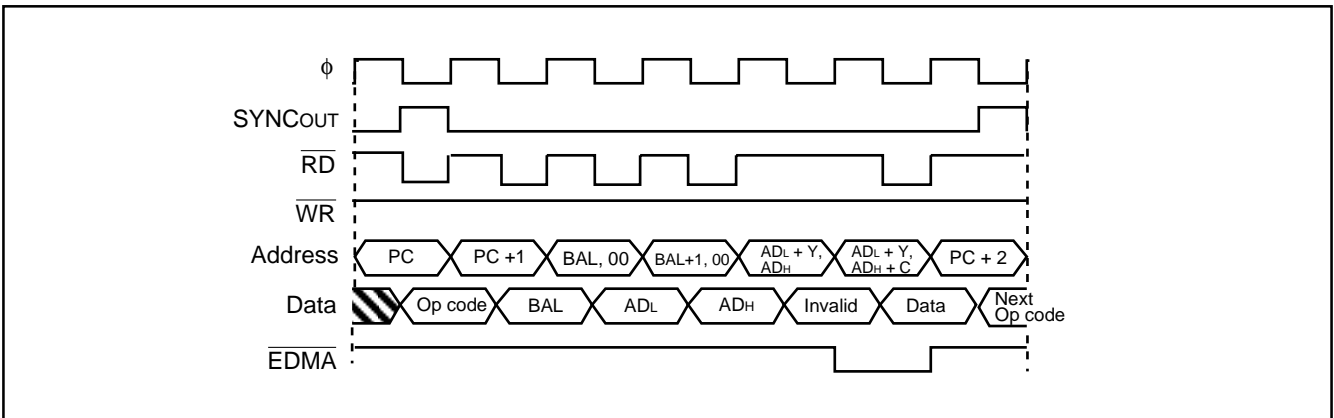 ϕ
SYNCOUT
RD
WR
Address PC PC +1 BAL, 00 BAL+1, 00 ADL + Y, ADH ADL + Y, ADH + C PC + 2
Data Op code BAL ADL ADH Invalid Data Next Op code
EDMA